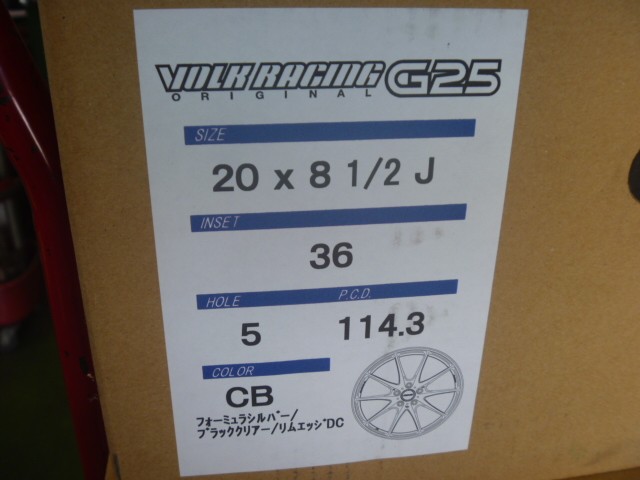 VOLK RACING G25
ORIGINAL
SIZE
20 x 8 1/2 J
INSET
36
HOLE P.C.D.
5 114.3
COLOR
CB
フォーミュラシルバー/
ブラッククリアー/リムエッジDC